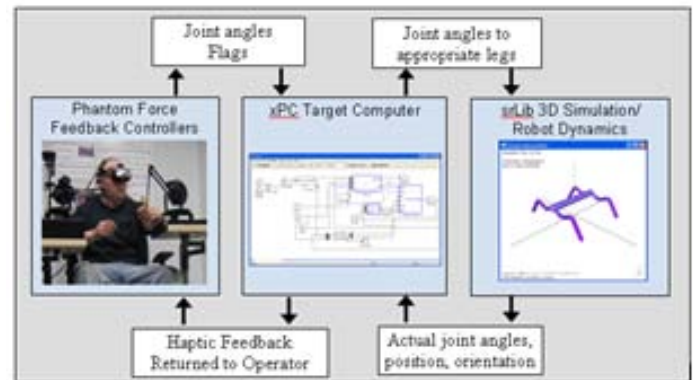 Joint angles
Flags
Joint angles to
appropriate legs
Phantom Force
Feedback Controllers
xPC Target Computer
srLib 3D Simulation/
Robot Dynamics
Haptic Feedback
Returned to Operator
Actual joint angles,
position, orientation